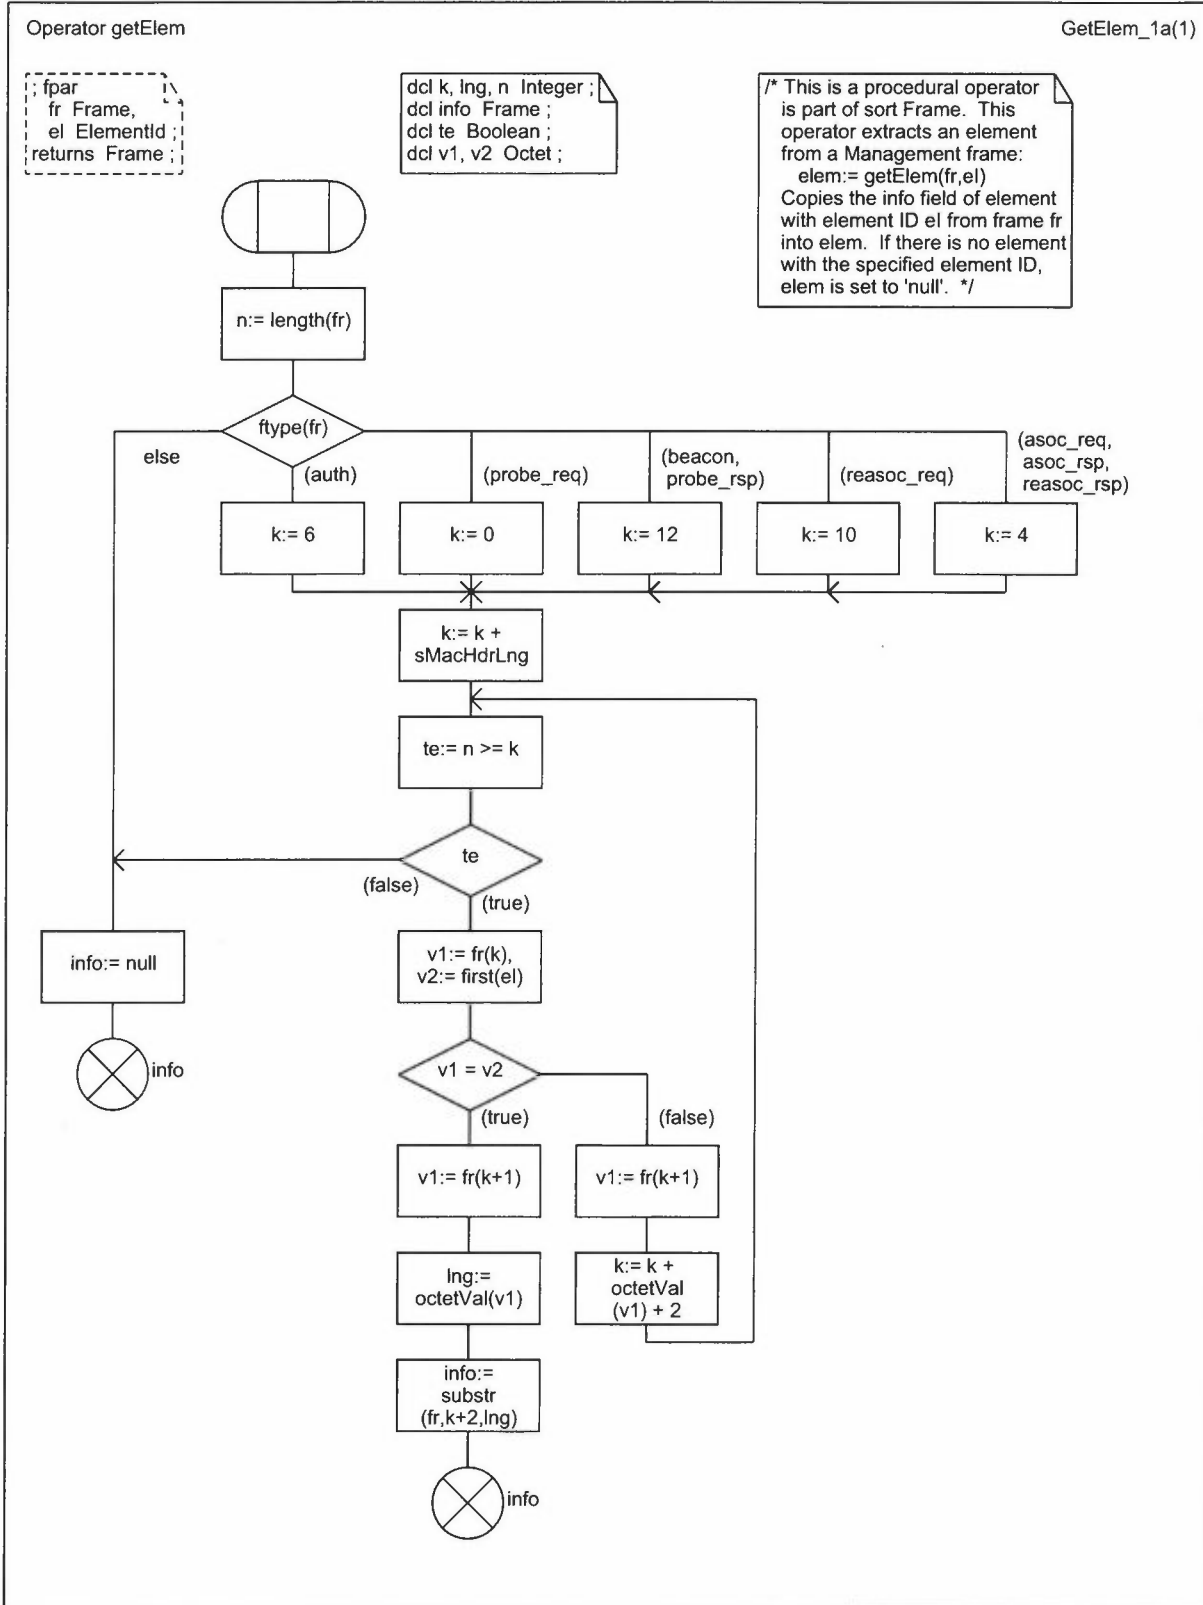 Operator getElem
GetElem_1a(1)
; fpar
fr Frame,
el ElementId ;
returns Frame ;
dcl k, lng, n Integer ;
dcl info Frame ;
dcl te Boolean ;
dcl v1, v2 Octet ;
/* This is a procedural operator
is part of sort Frame. This
operator extracts an element
from a Management frame:
elem:= getElem(fr,el)
Copies the info field of element
with element ID el from frame fr
into elem. If there is no element
with the specified element ID,
elem is set to 'null'. */
n:= length(fr)
ftype(fr)
else
(auth)
(probe_req)
(beacon,
probe_rsp)
(reasoc_req)
(asoc_req,
asoc_rsp,
reasoc_rsp)
k:= 6
k:= 0
k:= 12
k:= 10
k:= 4
k:= k +
sMacHdrLng
te:= n >= k
te
(false)
(true)
info:= null
info
v1:= fr(k),
v2:= first(el)
v1 = v2
(true)
(false)
v1:= fr(k+1)
v1:= fr(k+1)
lng:=
octetVal(v1)
k:= k +
octetVal
(v1) + 2
info:=
substr
(fr,k+2,lng)
info